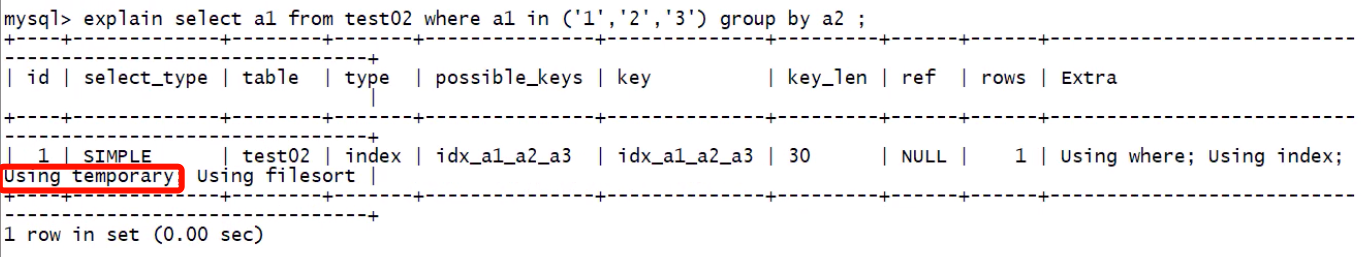 mysql> explain select a1 from test02 where a1 in ('1','2','3') group by a2 ;
+----+-------------+--------+-------+---------------+--------------+---------+------+------+----------------------------
----------------------------------+
| id | select_type | table  | type  | possible_keys | key          | key_len | ref  | rows | Extra
                                  |
+----+-------------+--------+-------+---------------+--------------+---------+------+------+----------------------------
----------------------------------+
|  1 | SIMPLE      | test02 | index | idx_a1_a2_a3  | idx_a1_a2_a3 | 30      | NULL |    1 | Using where; Using index;
Using temporary; Using filesort |
+----+-------------+--------+-------+---------------+--------------+---------+------+------+----------------------------
----------------------------------+
1 row in set (0.00 sec)